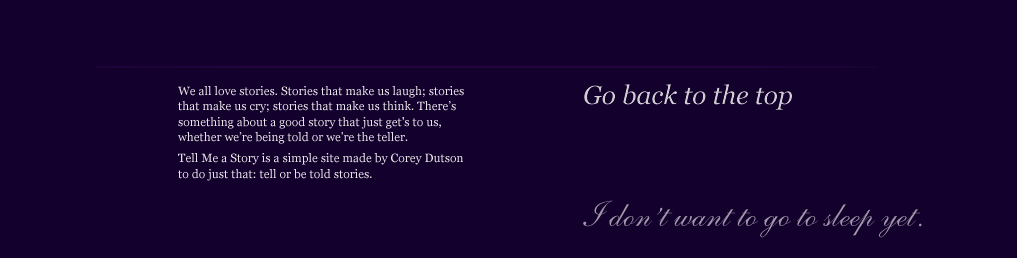 We all love stories. Stories that make us laugh; stories
that make us cry; stories that make us think. There's
something about a good story that just get's to us,
whether we're being told or we're the teller.
Tell Me a Story is a simple site made by Corey Dutson
to do just that: tell or be told stories.
Go back to the top
I don't want to go to sleep yet.